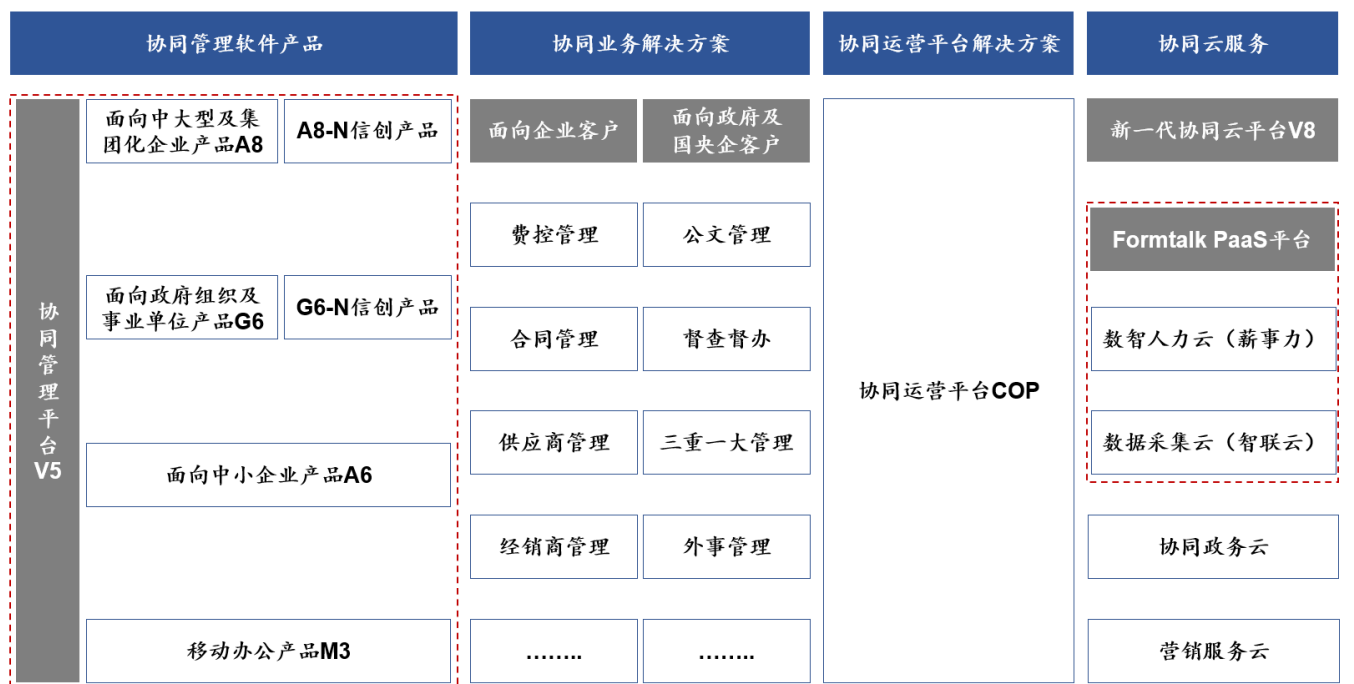 协同管理软件产品
协同业务解决方案
协同运营平台解决方案
协同云服务
协同管理平台V5
面向中大型及集
团化企业产品A8
A8-N信创产品
面向政府组织及
事业单位产品G6
G6-N信创产品
面向中小企业产品A6
移动办公产品M3
面向企业客户
面向政府及
国央企客户
费控管理
公文管理
合同管理
督查督办
供应商管理
三重一大管理
经销商管理
外事管理
……..
……..
协同运营平台COP
新一代协同云平台V8
Formtalk PaaS平台
数智人力云（薪事力）
数据采集云（智联云）
协同政务云
营销服务云